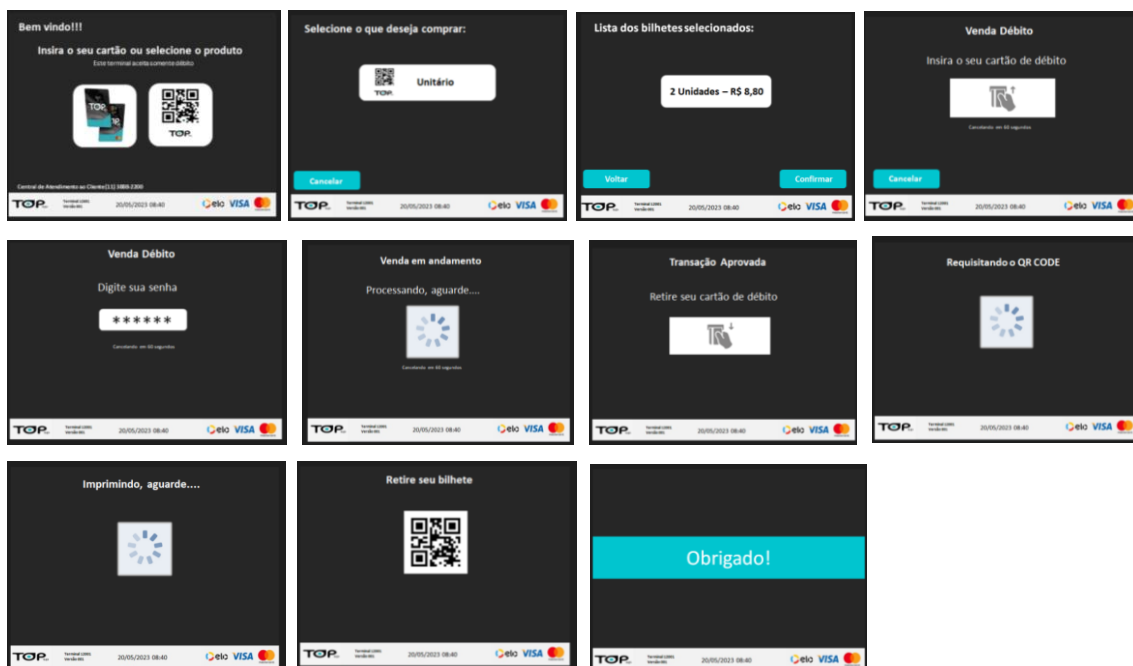 Bem vindo!!!
Insira o seu cartão ou selecione o produto
Este terminal aceita somente débito
TOP
TOP.
Central de Atendimento ao Cliente (11) 3888-2200
TOP. 20/05/2023 08:40 elo VISA
Selecione o que deseja comprar:
TOP. Unitário
Cancelar
TOP. 20/05/2023 08:40 elo VISA
Lista dos bilhetes selecionados:
2 Unidades – R$ 8,80
Voltar Confirmar
TOP. 20/05/2023 08:40 elo VISA
Venda Débito
Insira o seu cartão de débito
Cancelando em 60 segundos
Cancelar
TOP. 20/05/2023 08:40 elo VISA
Venda Débito
Digite sua senha
******
Cancelando em 60 segundos
TOP. 20/05/2023 08:40 elo VISA
Venda em andamento
Processando, aguarde....
Cancelando em 60 segundos
TOP. 20/05/2023 08:40 elo VISA
Transação Aprovada
Retire seu cartão de débito
TOP. 20/05/2023 08:40 elo VISA
Requisitando o QR CODE
TOP. 20/05/2023 08:40 elo VISA
Imprimindo, aguarde....
TOP. 20/05/2023 08:40 elo VISA
Retire seu bilhete
TOP. 20/05/2023 08:40 elo VISA
Obrigado!
TOP. 20/05/2023 08:40 elo VISA